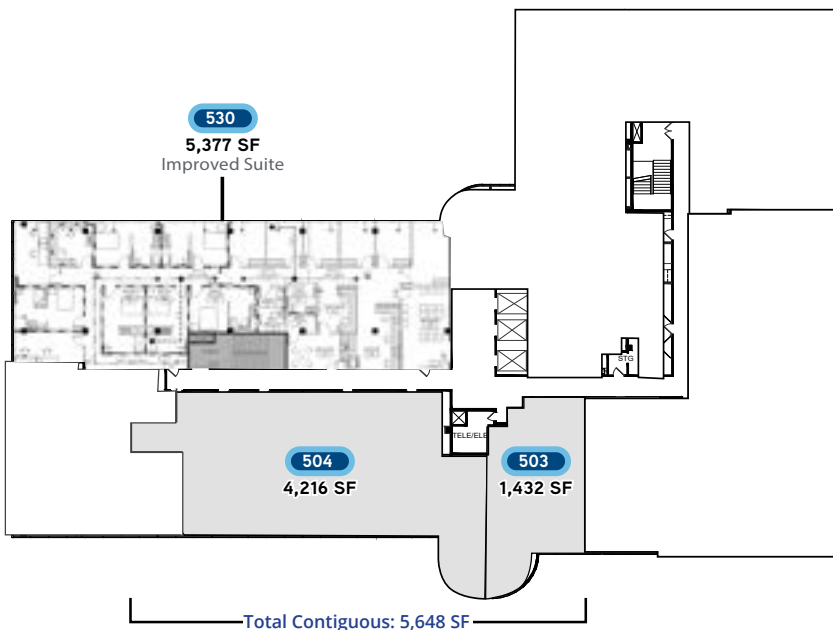 530
5,377 SF
Improved Suite
STG
TELE/ELE
504
4,216 SF
503
1,432 SF
Total Contiguous: 5,648 SF